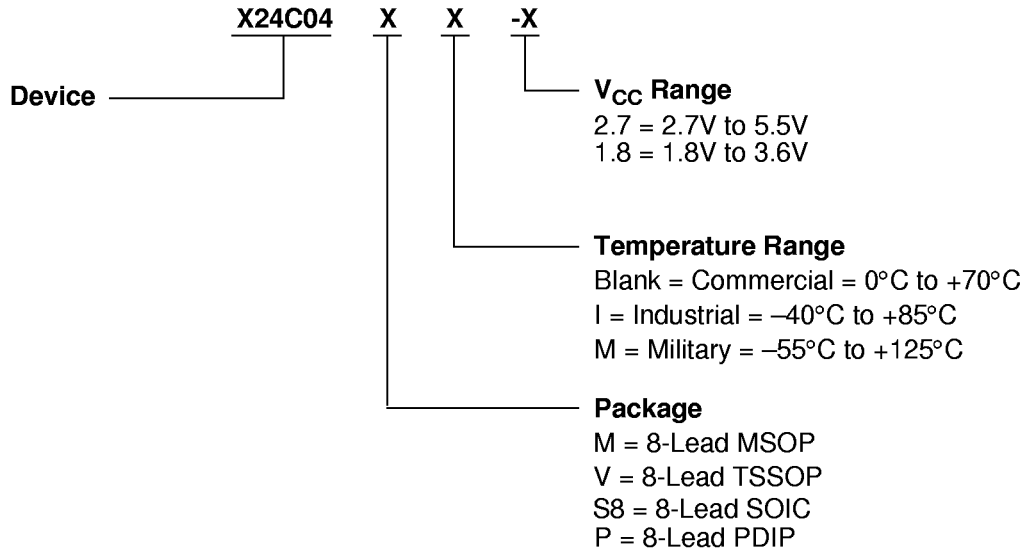 X24C04 X X -X
Device
VCC Range
2.7 = 2.7V to 5.5V
1.8 = 1.8V to 3.6V
Temperature Range
Blank = Commercial = 0°C to +70°C
I = Industrial = –40°C to +85°C
M = Military = –55°C to +125°C
Package
M = 8-Lead MSOP
V = 8-Lead TSSOP
S8 = 8-Lead SOIC
P = 8-Lead PDIP